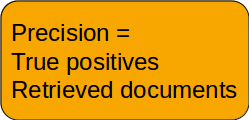 Precision =
True positives
Retrieved documents